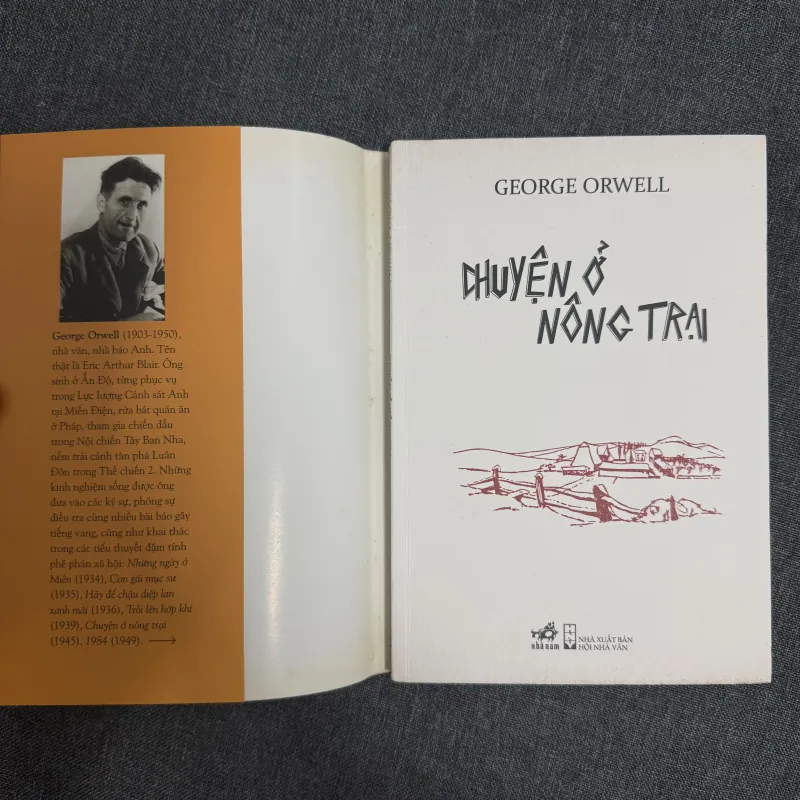 George Orwell (1903-1950),
nhà văn, nhà báo Anh. Tên
thật là Eric Arthur Blair. Ông
sinh ở Ấn Độ, từng phục vụ
trong Lực lượng Cảnh sát Anh
tại Miến Điện, rửa bát quán ăn
ở Pháp, tham gia chiến đấu
trong Nội chiến Tây Ban Nha,
nếm trải cảnh tàn phá Luân
Đôn trong Thế chiến 2. Những
kinh nghiệm sống được ông
đưa vào các ký sự, phóng sự
điều tra cùng nhiều bài báo gây
tiếng vang, cũng như khai thác
trong các tiểu thuyết đậm tính
phê phán xã hội: Những ngày ở
Miến (1934), Con gái mục sư
(1935), Hãy để chậu diệp lan
xanh mãi (1936), Trồi lên hớp khí
(1939), Chuyện ở nông trại
(1945), 1984 (1949). →
GEORGE ORWELL
CHUYỆN Ở
NÔNG TRẠI
nhã nam
NHÀ XUẤT BẢN
HỘI NHÀ VĂN